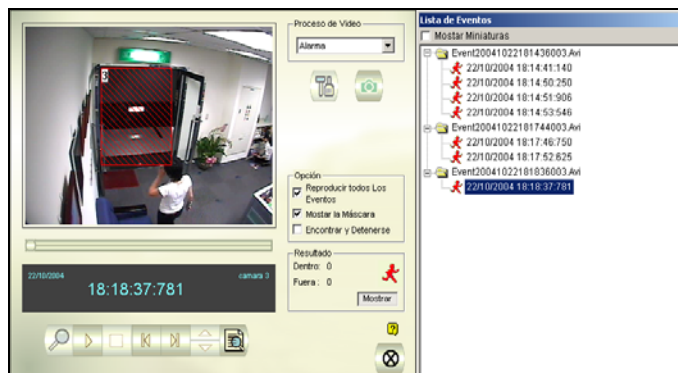 Proceso de Video
Alarma
3
Opción
Reproducir todos Los
Eventos
Mostar la Máscara
Encontrar y Detenerse
Resultado
Dentro: 0
Fuera : 0
Mostrar
22/10/2004
camara 3
18:18:37:781
Lista de Eventos
Mostar Miniaturas
Event20041022181436003.Avi
22/10/2004 18:14:41:140
22/10/2004 18:14:50:250
22/10/2004 18:14:51:906
22/10/2004 18:14:53:546
Event20041022181744003.Avi
22/10/2004 18:17:46:750
22/10/2004 18:17:52:625
Event20041022181836003.Avi
22/10/2004 18:18:37:781